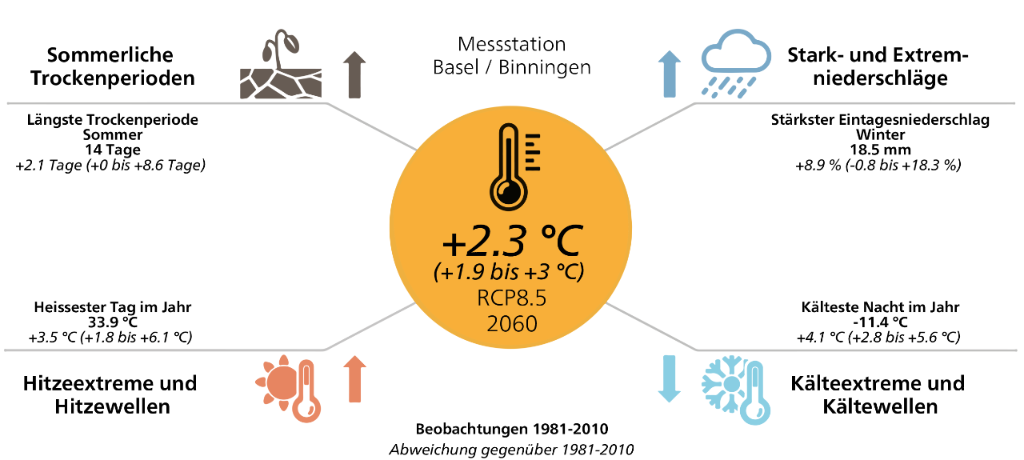 Sommerliche
Trockenperioden
Messstation
Basel / Binningen
Stark- und Extrem-
niederschläge
Längste Trockenperiode
Sommer
14 Tage
+2.1 Tage (+0 bis +8.6 Tage)
Stärkster Eintagesniederschlag
Winter
18.5 mm
+8.9 % (-0.8 bis +18.3 %)
+2.3 °C
(+1.9 bis +3 °C)
RCP8.5
2060
Heissester Tag im Jahr
33.9 °C
+3.5 °C (+1.8 bis +6.1 °C)
Kälteste Nacht im Jahr
-11.4 °C
+4.1 °C (+2.8 bis +5.6 °C)
Hitzeextreme und
Hitzewellen
Kälteextreme und
Kältewellen
Beobachtungen 1981-2010
Abweichung gegenüber 1981-2010